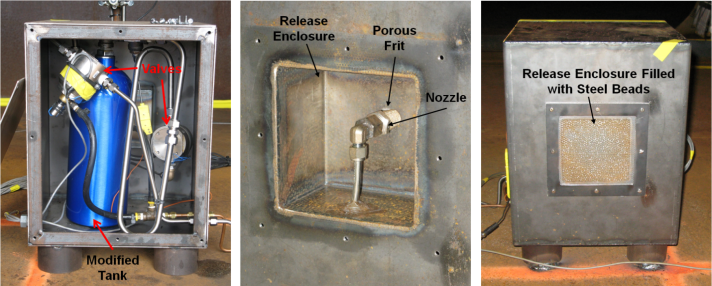 Valves
Modified
Tank
Release
Enclosure
Porous
Frit
Nozzle
Release Enclosure Filled
with Steel Beads